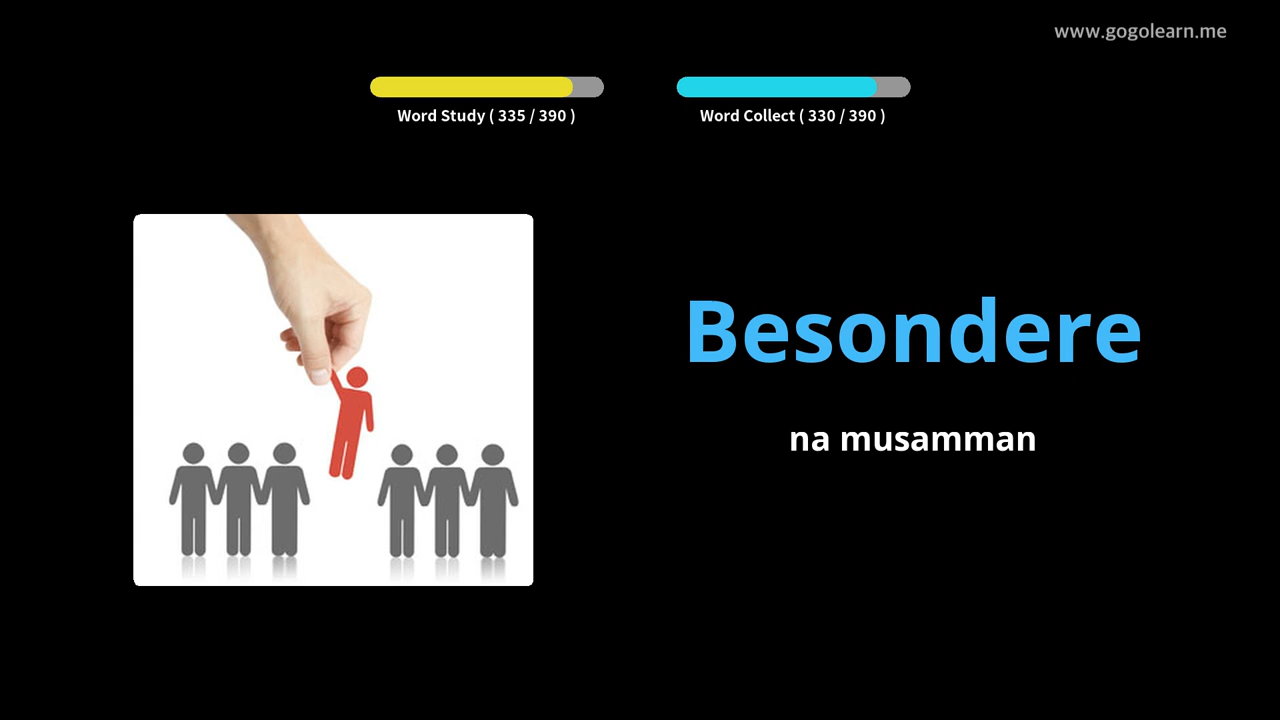 www.gogolearn.me
Word Study ( 335 / 390 )
Word Collect ( 330 / 390 )
Besondere
na musamman